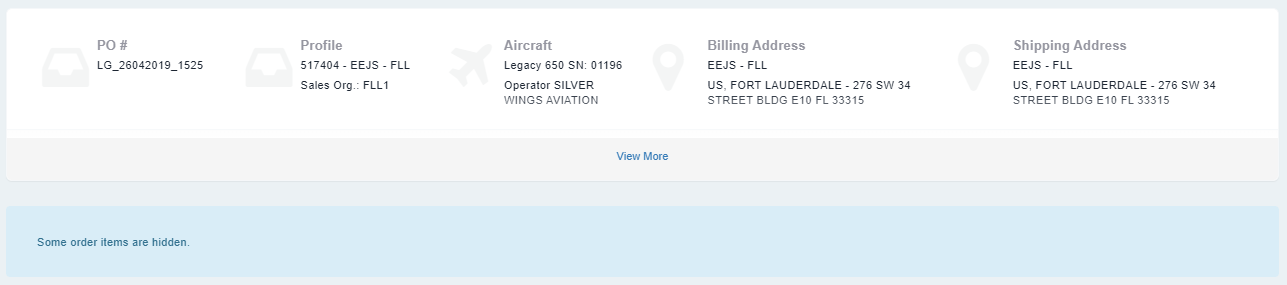 PO #
LG_26042019_1525
Profile
517404 - EEJS - FLL
Sales Org.: FLL1
Aircraft
Legacy 650 SN: 01196
Operator SILVER
WINGS AVIATION
Billing Address
EEJS - FLL
US, FORT LAUDERDALE - 276 SW 34
STREET BLDG E10 FL 33315
Shipping Address
EEJS - FLL
US, FORT LAUDERDALE - 276 SW 34
STREET BLDG E10 FL 33315
View More
Some order items are hidden.